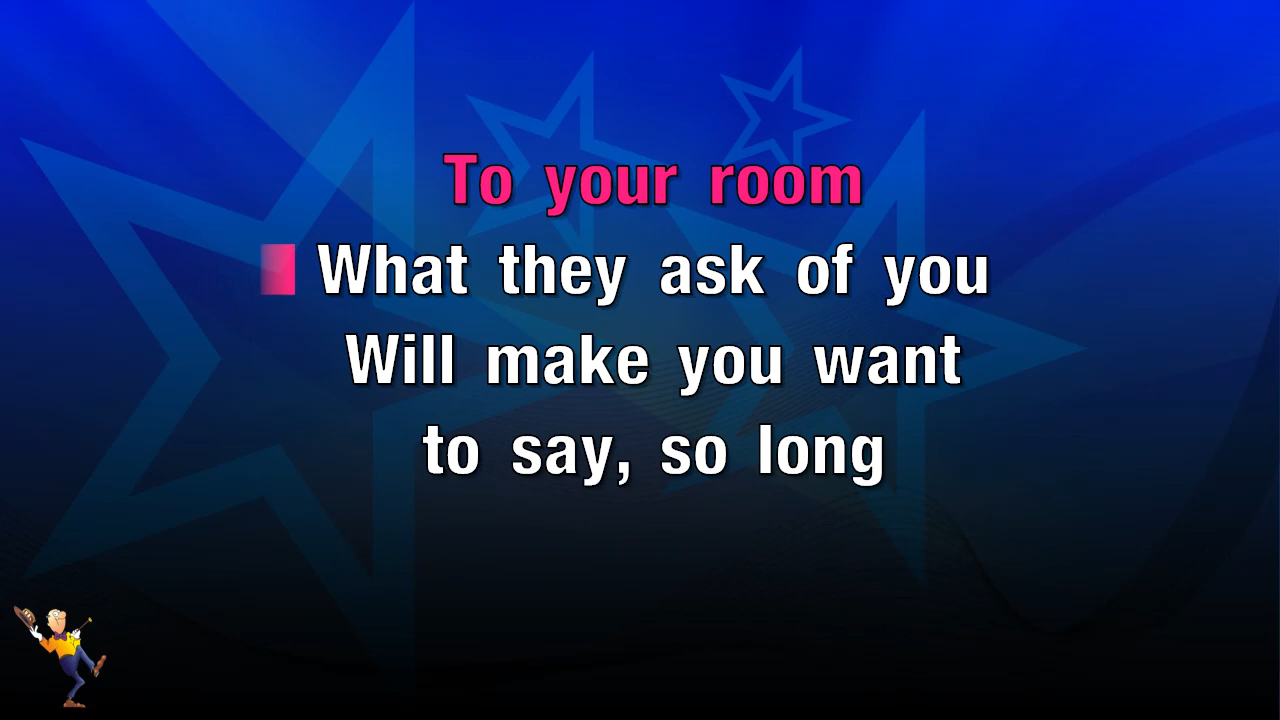 To your room
What they ask of you
Will make you want
to say, so long